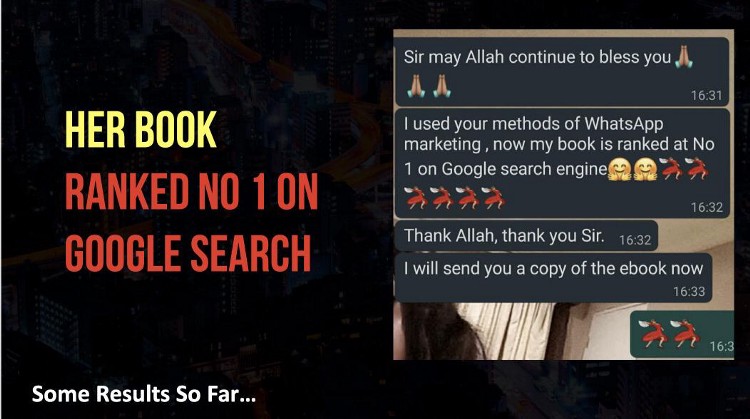 HER BOOK
RANKED NO 1 ON
GOOGLE SEARCH
Some Results So Far...
Sir may Allah continue to bless you🙏🏽
🙏🏽🙏🏽
16:31
I used your methods of WhatsApp
marketing , now my book is ranked at No
1 on Google search engine🤗🤗💃💃
💃💃💃💃
16:32
Thank Allah, thank you Sir. 16:32
I will send you a copy of the ebook now
16:33
💃💃 16:3